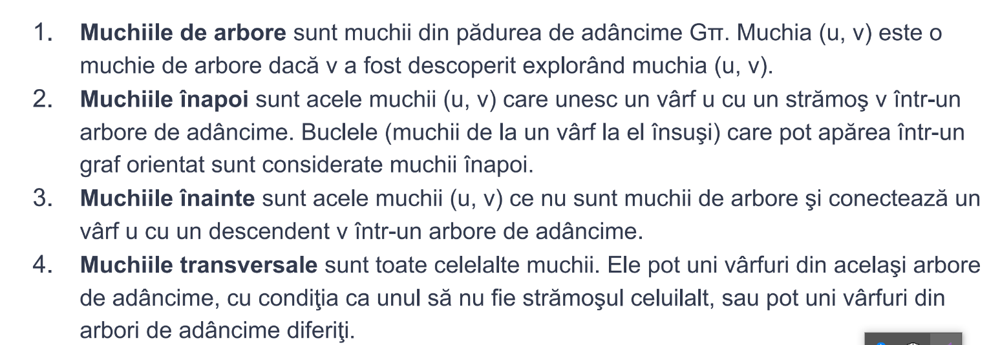 1. Muchiile de arbore sunt muchii din pădurea de adâncime Gπ. Muchia (u, v) este o
muchie de arbore dacă v a fost descoperit explorând muchia (u, v).
2. Muchiile înapoi sunt acele muchii (u, v) care unesc un vârf u cu un strămoş v într-un
arbore de adâncime. Buclele (muchii de la un vârf la el însuşi) care pot apărea într-un
graf orientat sunt considerate muchii înapoi.
3. Muchiile înainte sunt acele muchii (u, v) ce nu sunt muchii de arbore şi conectează un
vârf u cu un descendent v într-un arbore de adâncime.
4. Muchiile transversale sunt toate celelalte muchii. Ele pot uni vârfuri din acelaşi arbore
de adâncime, cu condiţia ca unul să nu fie strămoşul celuilalt, sau pot uni vârfuri din
arbori de adâncime diferiţi.